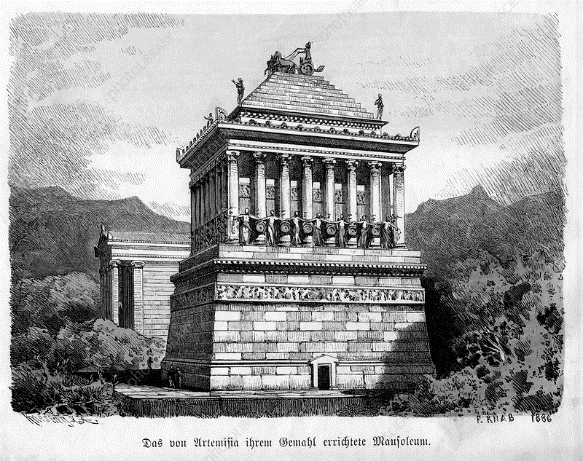 F. KNAB 1886
Das von Artemisia ihrem Gemahl errichtete Mausoleum.